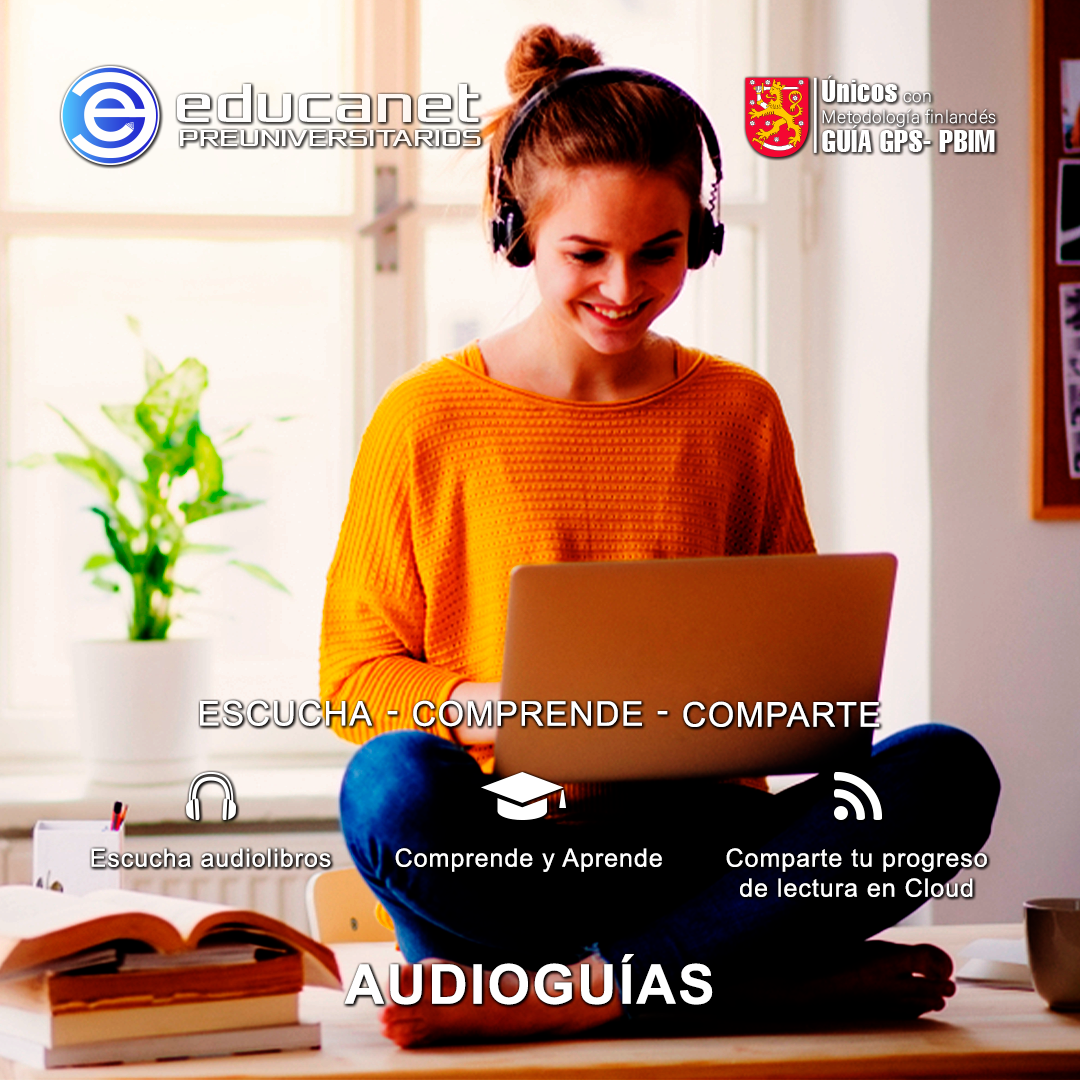 educanet
PREUNIVERSITARIOS
Únicos con
Metodología finlandés
GUÍA GPS- PBIM
ESCUCHA - COMPRENDE - COMPARTE
Escucha audiolibros
Comprende y Aprende
Comparte tu progreso
de lectura en Cloud
AUDIOGUÍAS